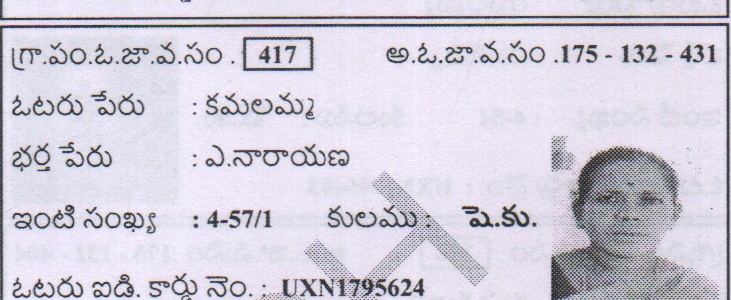 గ్రా.పం.ఓ.జా.వ.సం. 417 అ.ఓ.జా.వ.సం .175 - 132 - 431
ఓటరు పేరు : కమలమ్మ
భర్త పేరు : ఎ.నారాయణ
ఇంటి సంఖ్య : 4-57/1 కులము : షె.కు.
ఓటరు ఐడి. కార్డు నెం. : UXN1795624